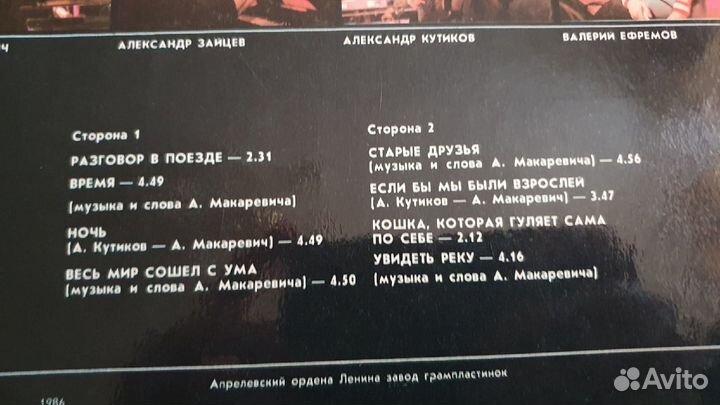 АЛЕКСАНДР ЗАЙЦЕВ
АЛЕКСАНДР КУТИКОВ
ВАЛЕРИЙ ЕФРЕМОВ
Сторона 1
РАЗГОВОР В ПОЕЗДЕ — 2.31
ВРЕМЯ — 4.49
(музыка и слова А. Макаревича)
НОЧЬ
(А. Кутиков — А. Макаревич) — 4.49
ВЕСЬ МИР СОШЕЛ С УМА
(музыка и слова А. Макаревича) — 4.50
Сторона 2
СТАРЫЕ ДРУЗЬЯ
(музыка и слова А. Макаревича) — 4.56
ЕСЛИ БЫ МЫ БЫЛИ ВЗРОСЛЕЙ
(А. Кутиков — А. Макаревич) — 3.47
КОШКА, КОТОРАЯ ГУЛЯЕТ САМА
ПО СЕБЕ — 2.12
УВИДЕТЬ РЕКУ — 4.16
(музыка и слова А. Макаревича)
Апрелевский ордена Ленина завод грампластинок
1986
Avito